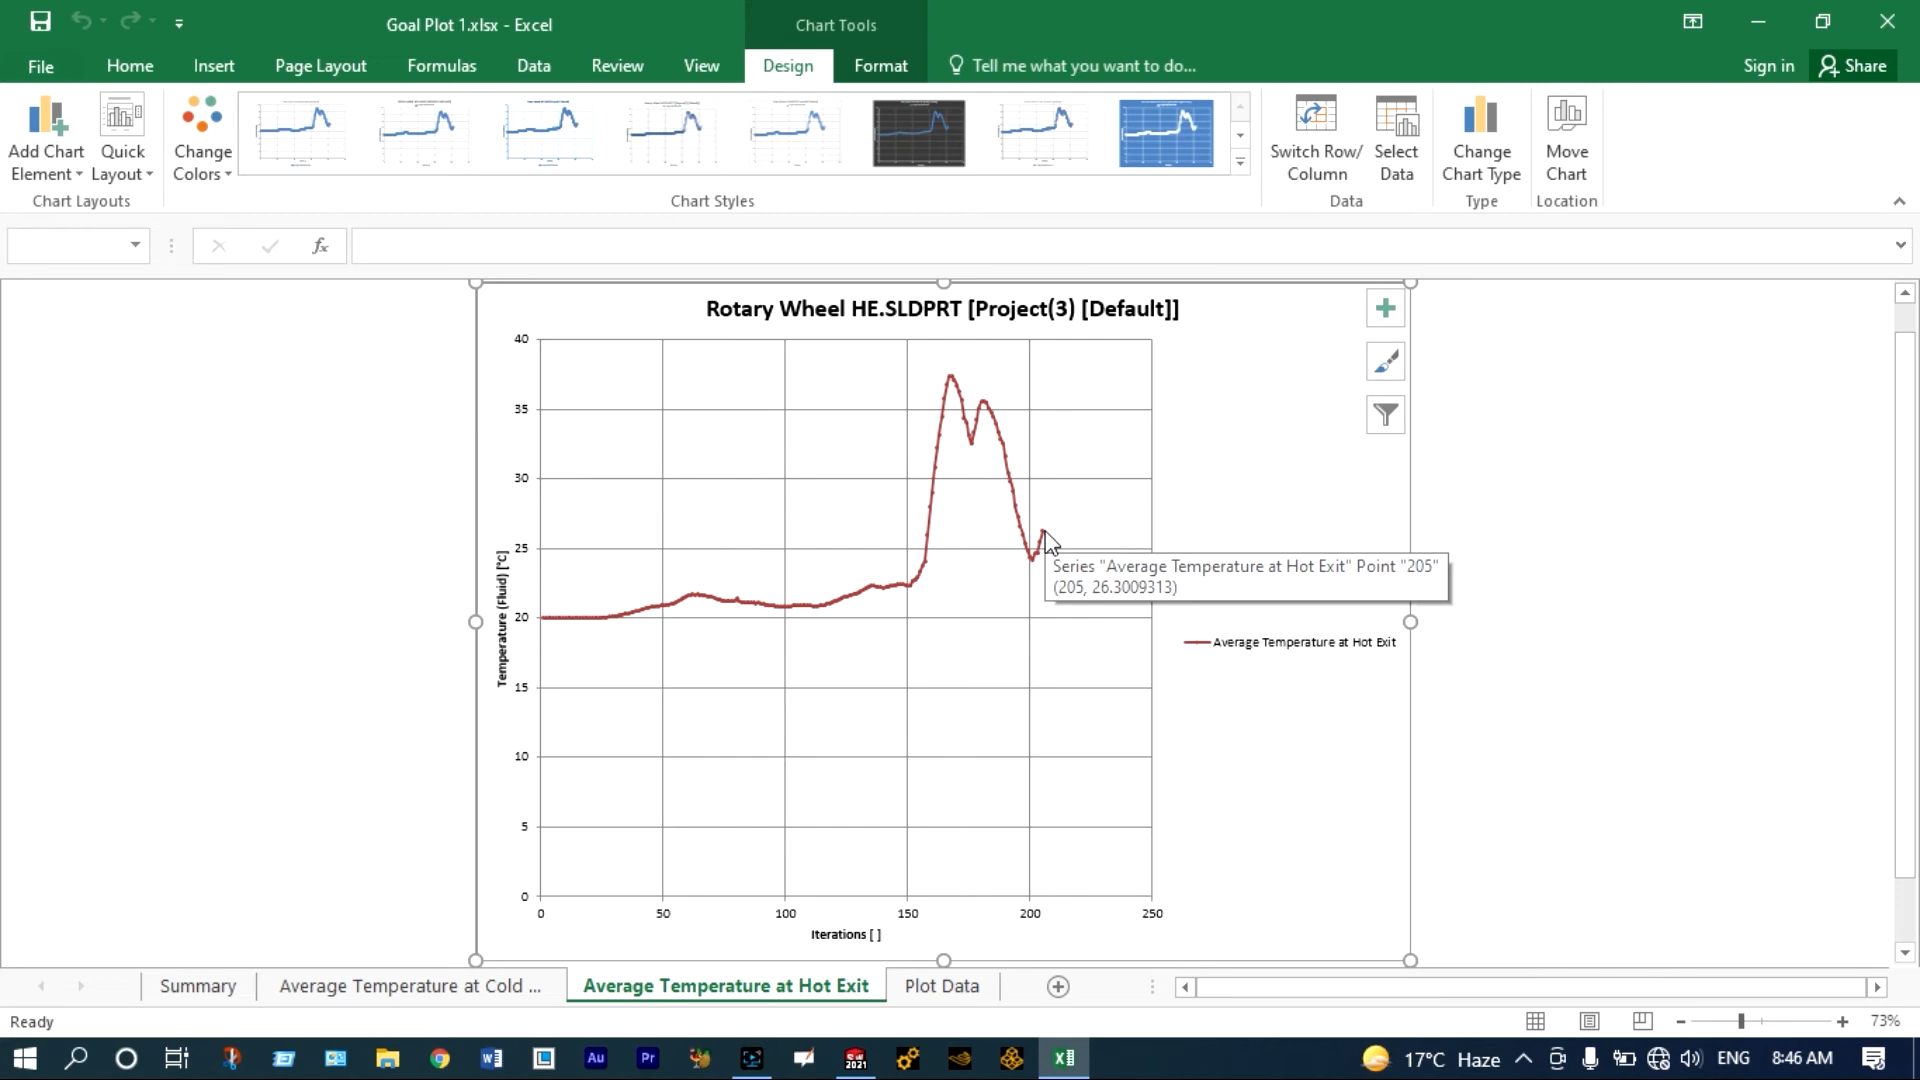 Goal Plot 1.xlsx - Excel
Chart Tools
File Home Insert Page Layout Formulas Data Review View Design Format Tell me what you want to do... Sign in Share
Add Chart Element Quick Layout Change Colors Switch Row/ Column Select Data Change Chart Type Move Chart
Chart Layouts Chart Styles Data Type Location
fx
Rotary Wheel HE.SLDPRT [Project(3) [Default]]
40
35
30
25
20
15
10
5
0
Temperature (Fluid) [°C]
0 50 100 150 200 250
Iterations [ ]
Series "Average Temperature at Hot Exit" Point "205"
(205, 26.3009313)
Average Temperature at Hot Exit
Summary Average Temperature at Cold ... Average Temperature at Hot Exit Plot Data
Ready 73%
17°C Haze ENG 8:46 AM